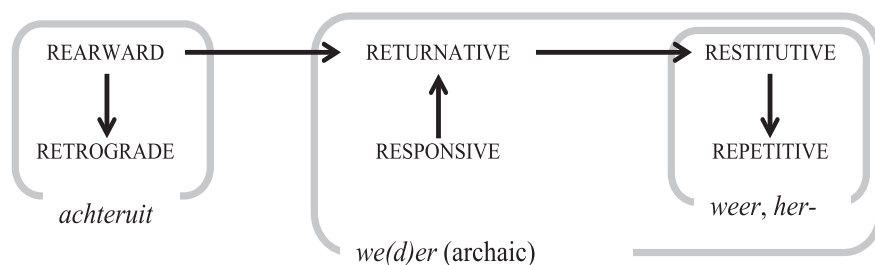 REARWARD RETURNATIVE RESTITUTIVE
RETROGRADE RESPONSIVE REPETITIVE
achteruit weer, her-
we(d)er (archaic)